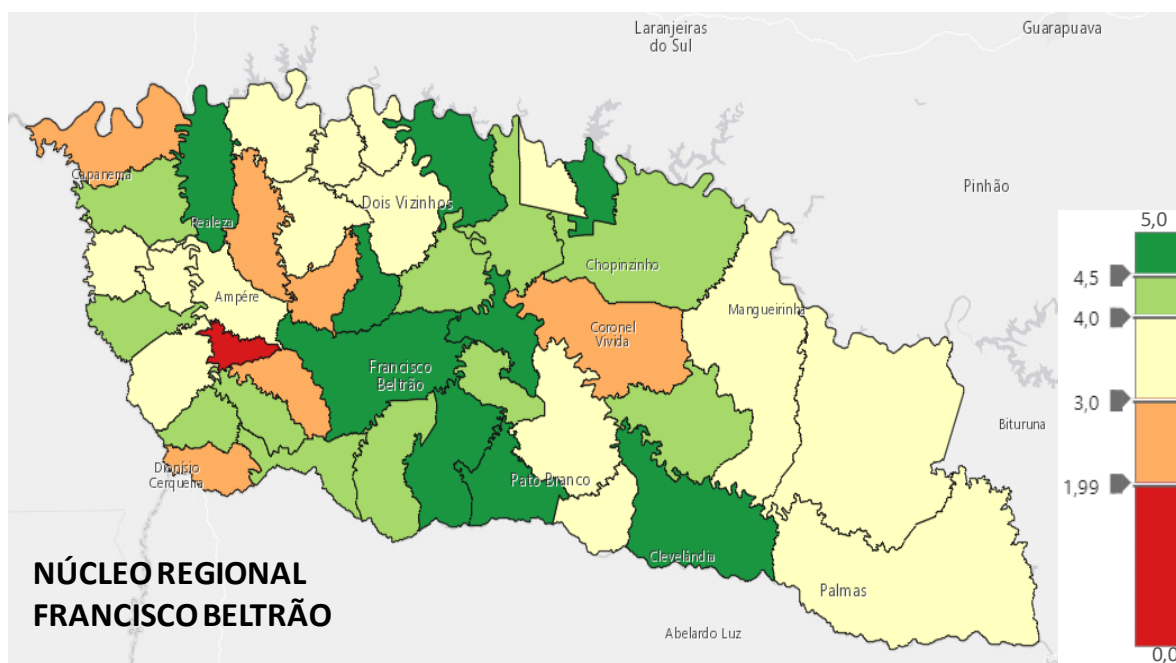 Laranjeiras
do Sul
Guarapuava
Capanema
Pinhão
Realeza
Dois Vizinhos
5,0
4,5
Chopinzinho
Ampére
Mangueirinha
4,0
Coronel
Vivida
Francisco
Beltrão
3,0
Bituruna
Dionísio
Cerqueira
Pato Branco
1,99
Clevelândia
NÚCLEO REGIONAL
FRANCISCO BELTRÃO
Palmas
Abelardo Luz
0,0